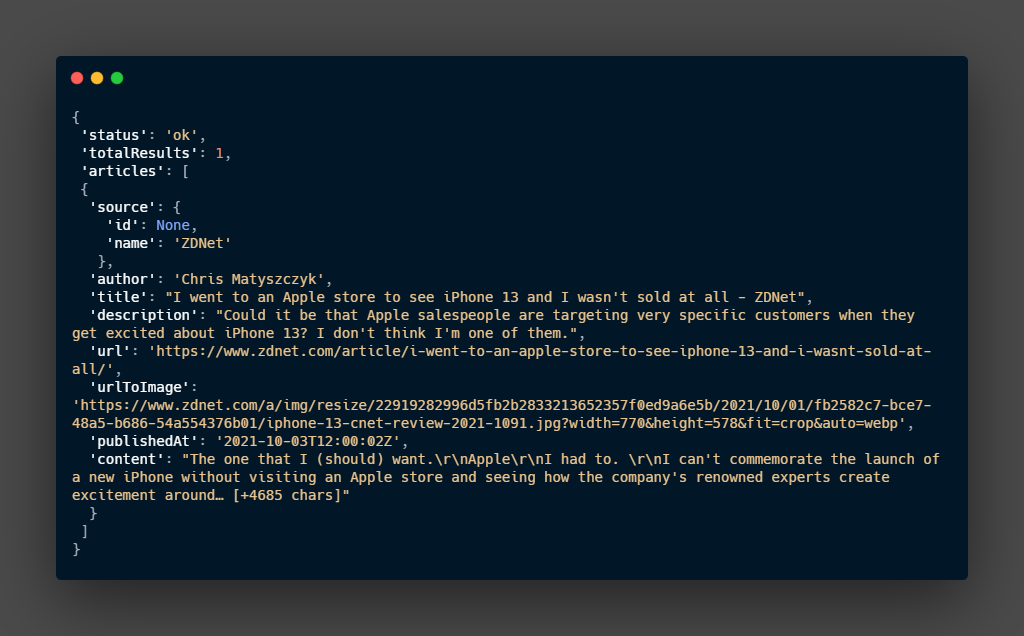 {
'status': 'ok',
'totalResults': 1,
'articles': [
{
'source': {
'id': None,
'name': 'ZDNet'
},
'author': 'Chris Matyszczyk',
'title': "I went to an Apple store to see iPhone 13 and I wasn't sold at all - ZDNet",
'description': "Could it be that Apple salespeople are targeting very specific customers when they
get excited about iPhone 13? I don't think I'm one of them.",
'url': 'https://www.zdnet.com/article/i-went-to-an-apple-store-to-see-iphone-13-and-i-wasnt-sold-at-
all/',
'urlToImage':
'https://www.zdnet.com/a/img/resize/22919282996d5fb2b2833213652357f0ed9a6e5b/2021/10/01/fb2582c7-bce7-
48a5-b686-54a554376b01/iphone-13-cnet-review-2021-1091.jpg?width=770&height=578&fit=crop&auto=webp',
'publishedAt': '2021-10-03T12:00:02Z',
'content': "The one that I (should) want.\r\nApple\r\nI had to. \r\nI can't commemorate the launch of
a new iPhone without visiting an Apple store and seeing how the company's renowned experts create
excitement around… [+4685 chars]"
}
]
}